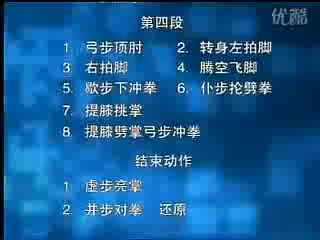 优酷
第四段
1. 弓步顶肘 2. 转身左拍脚
3. 右拍脚 4. 腾空飞脚
5. 歇步下冲拳 6. 仆步抡劈拳
7. 提膝挑掌
8. 提膝劈掌弓步冲拳
结束动作
1. 虚步亮掌
2. 并步对拳 还原